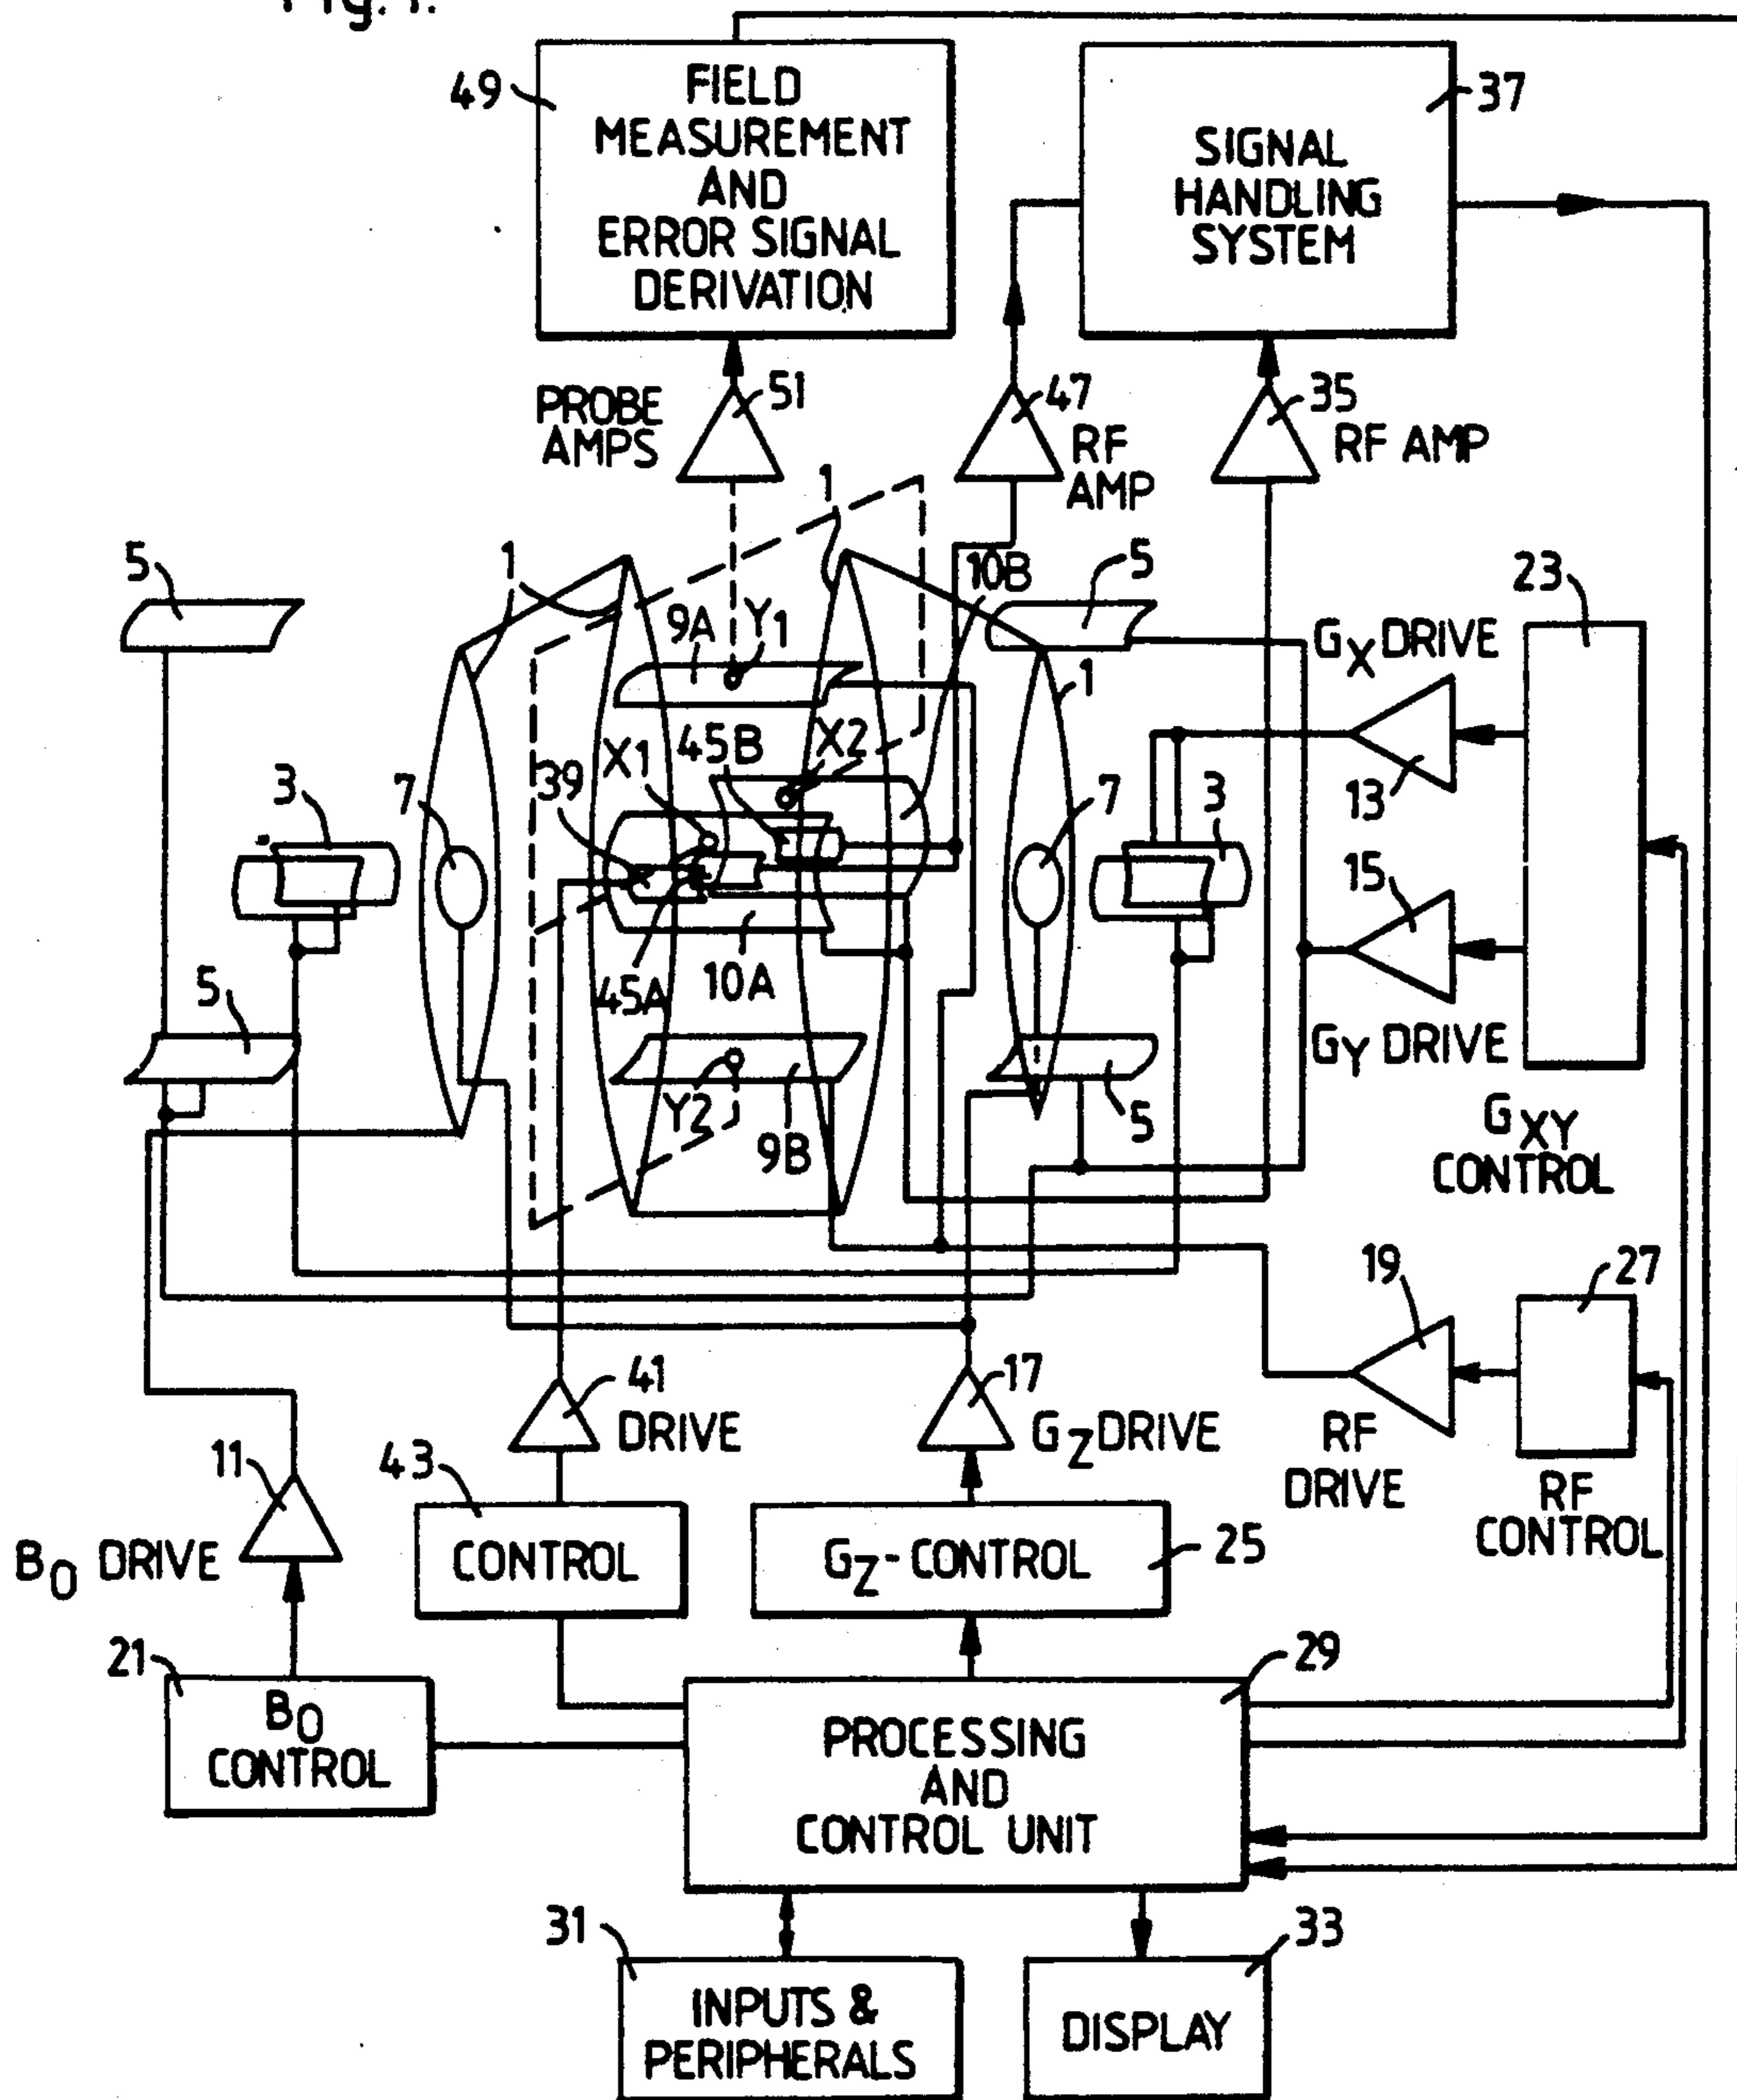 Fig. 1.
49
FIELD
MEASUREMENT
AND
ERROR SIGNAL
DERIVATION
37
SIGNAL
HANDLING
SYSTEM
PROBE
AMPS
51
47
RF
AMP
35
RF AMP
1
1
5
10B
5
23
9A
Y1
GX DRIVE
1
X1
45B
X2
39
3
7
7
3
13
15
45A
10A
5
GY DRIVE
Y2
9B
5
GXY
CONTROL
19
27
41
DRIVE
17
GZ DRIVE
RF
DRIVE
RF
CONTROL
11
43
B0 DRIVE
CONTROL
GZ-CONTROL
25
21
B0
CONTROL
29
PROCESSING
AND
CONTROL UNIT
31
INPUTS &
PERIPHERALS
33
DISPLAY